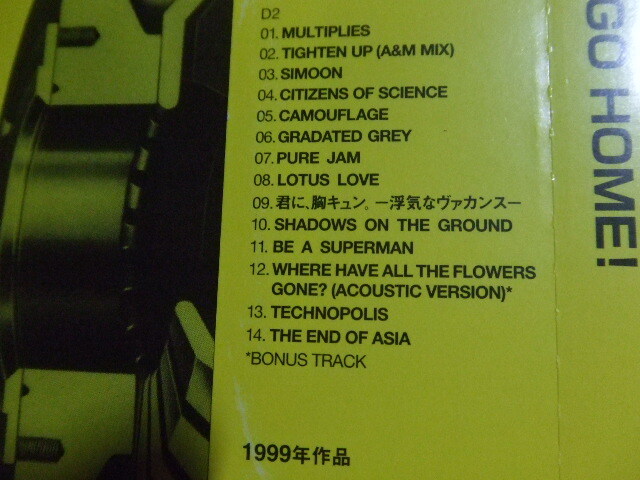 D2
01. MULTIPLIES
02. TIGHTEN UP (A&M MIX)
03. SIMOON
04. CITIZENS OF SCIENCE
05. CAMOUFLAGE
06. GRADATED GREY
07. PURE JAM
08. LOTUS LOVE
09. 君に、胸キュン。—浮気なヴァカンス—
10. SHADOWS ON THE GROUND
11. BE A SUPERMAN
12. WHERE HAVE ALL THE FLOWERS
GONE? (ACOUSTIC VERSION)*
13. TECHNOPOLIS
14. THE END OF ASIA
*BONUS TRACK
1999年作品
GO HOME!